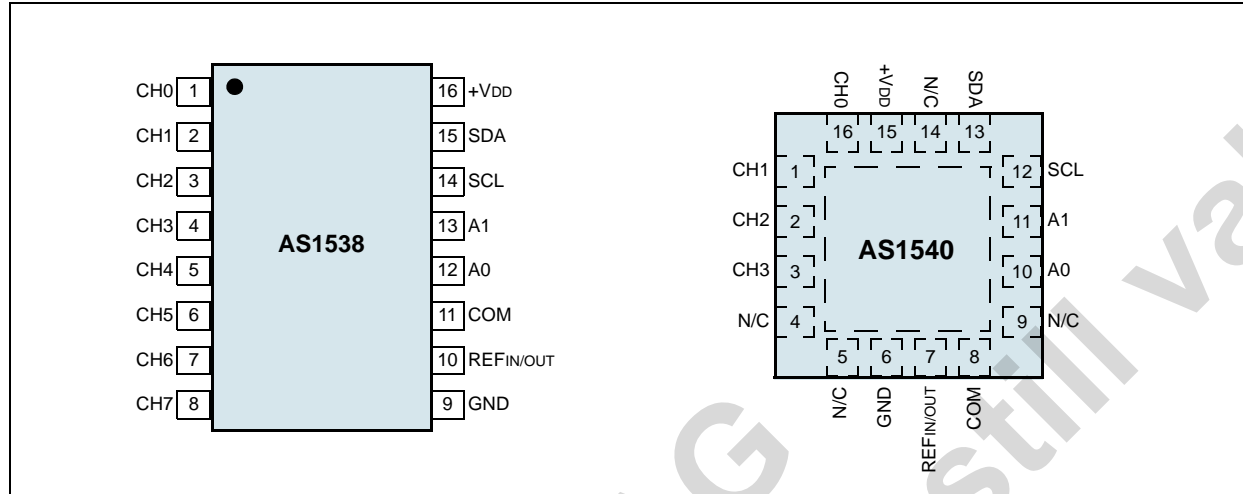 CH0 1
CH1 2
CH2 3
CH3 4
CH4 5
CH5 6
CH6 7
CH7 8
AS1538
16 +VDD
15 SDA
14 SCL
13 A1
12 A0
11 COM
10 REFIN/OUT
9 GND
CH0 +VDD N/C SDA
16 15 14 13
CH1 1
CH2 2
CH3 3
N/C 4
AS1540
12 SCL
11 A1
10 A0
9 N/C
5 6 7 8
N/C GND REFIN/OUT COM
G
still va